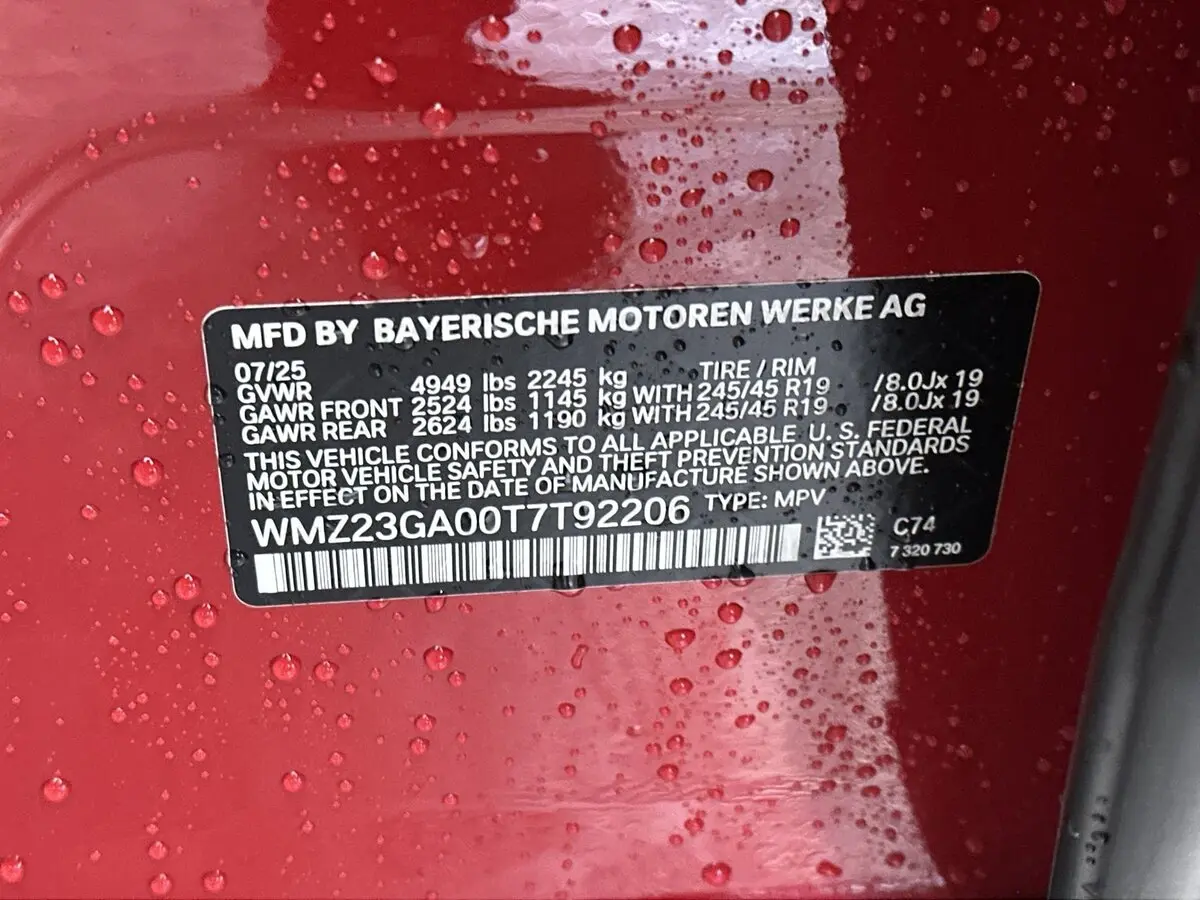 MFD BY BAYERISCHE MOTOREN WERKE AG
07/25 TIRE / RIM
GVWR 4949 lbs 2245 kg
GAWR FRONT 2524 lbs 1145 kg WITH 245/45 R19 /8.0Jx 19
GAWR REAR 2624 lbs 1190 kg WITH 245/45 R19 /8.0Jx 19
THIS VEHICLE CONFORMS TO ALL APPLICABLE U. S. FEDERAL
MOTOR VEHICLE SAFETY AND THEFT PREVENTION STANDARDS
IN EFFECT ON THE DATE OF MANUFACTURE SHOWN ABOVE.
WMZ23GA00T7T92206 TYPE: MPV
C74
7 320 730